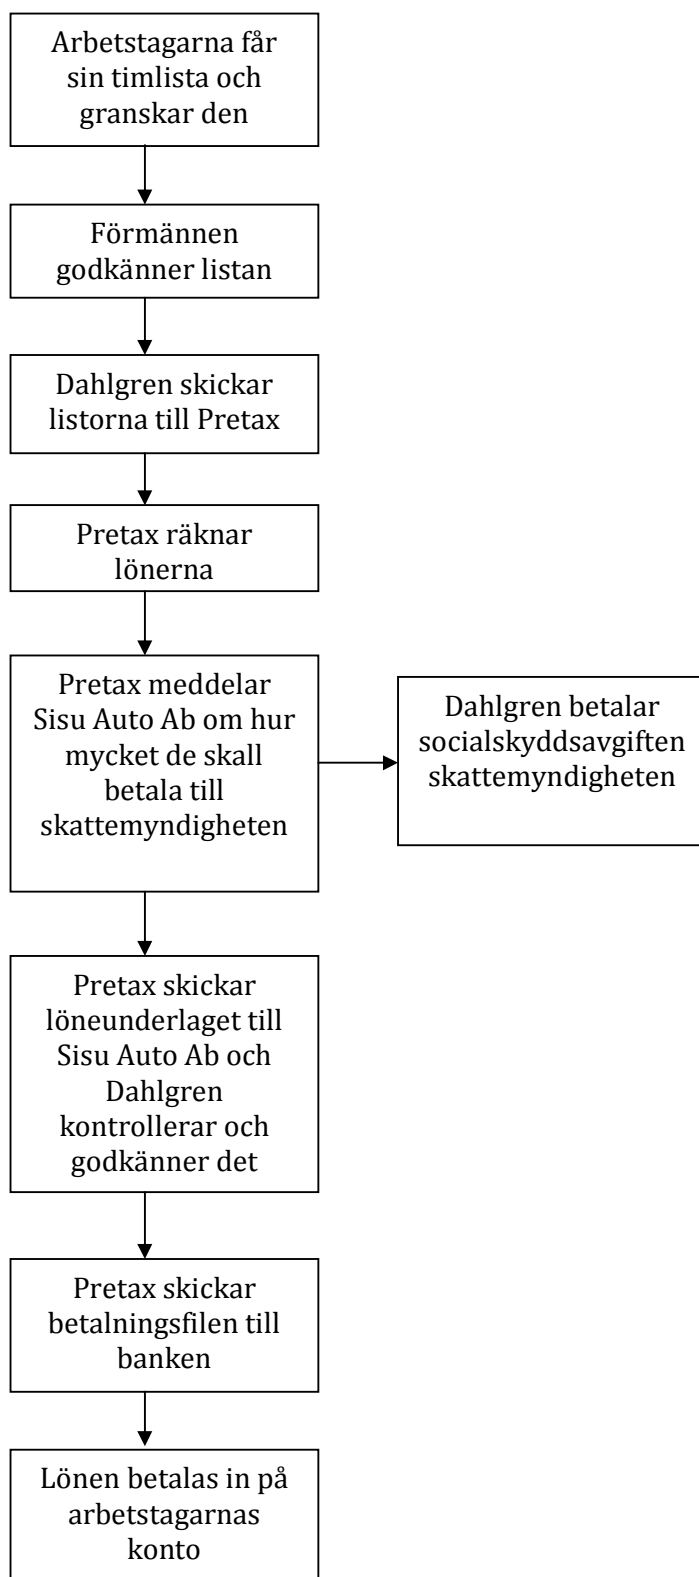 Arbetstagarna får
sin timlista och
granskar den
Förmännen
godkänner listan
Dahlgren skickar
listorna till Pretax
Pretax räknar
lönerna
Pretax meddelar
Sisu Auto Ab om hur
mycket de skall
betala till
skattemyndigheten
Dahlgren betalar
socialskyddsavgiften
skattemyndigheten
Pretax skickar
löneunderlaget till
Sisu Auto Ab och
Dahlgren
kontrollerar och
godkänner det
Pretax skickar
betalningsfilen till
banken
Lönen betalas in på
arbetstagarnas
konto